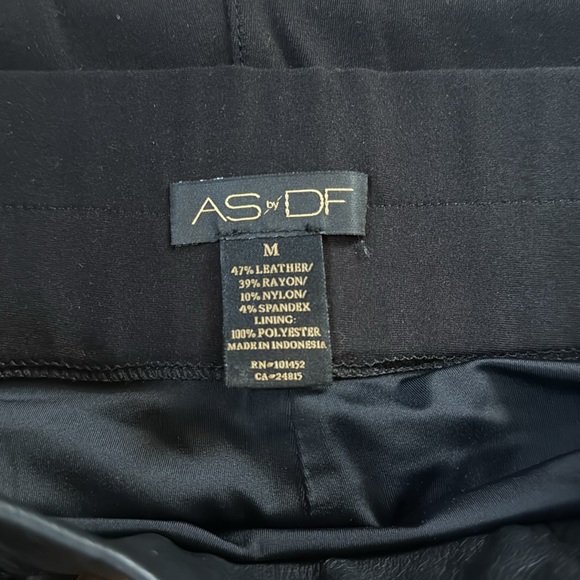 AS by DF
M
47% LEATHER/
39% RAYON/
10% NYLON/
4% SPANDEX
LINING:
100% POLYESTER
MADE IN INDONESIA
RN#101452
CA#24815